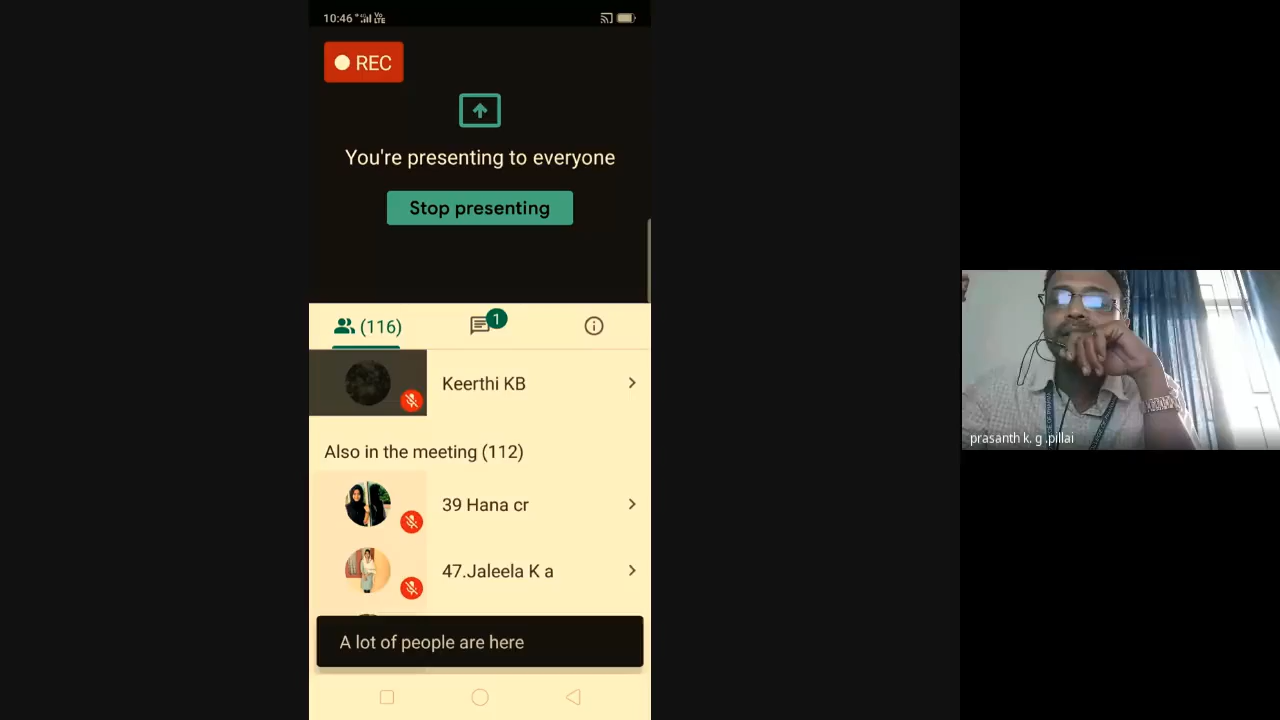 10:46
REC
You're presenting to everyone
Stop presenting
(116)
1
Keerthi KB
Also in the meeting (112)
39 Hana cr
47.Jaleela K a
A lot of people are here
prasanth k. g .pillai